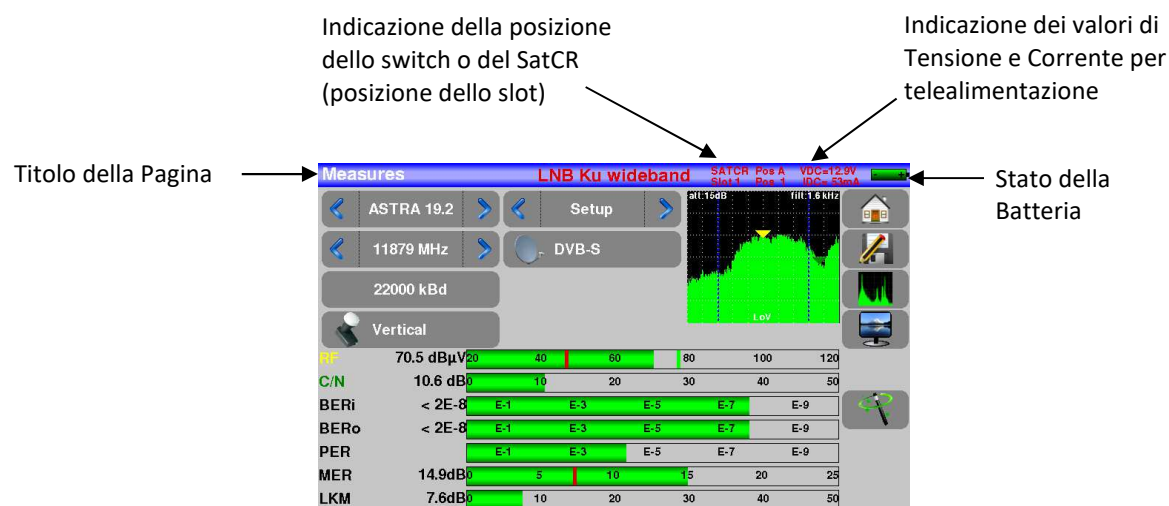 Indicazione della posizione
dello switch o del SatCR
(posizione dello slot)
Indicazione dei valori di
Tensione e Corrente per
telealimentazione
Titolo della Pagina
Stato della
Batteria
Measures LNB Ku wideband SATCR Pos A VDC=12.9V
Slot 1 Pos 1 IDC= 53mA
ASTRA 19.2 Setup att:15dB filt:1.6 kHz
11879 MHz DVB-S
22000 kBd
LoV
Vertical
RF 70.5 dBµV 20 40 60 80 100 120
C/N 10.6 dB 0 10 20 30 40 50
BERi < 2E-8 E-1 E-3 E-5 E-7 E-9
BERo < 2E-8 E-1 E-3 E-5 E-7 E-9
PER E-1 E-3 E-5 E-7 E-9
MER 14.9dB 0 5 10 15 20 25
LKM 7.6dB 0 10 20 30 40 50